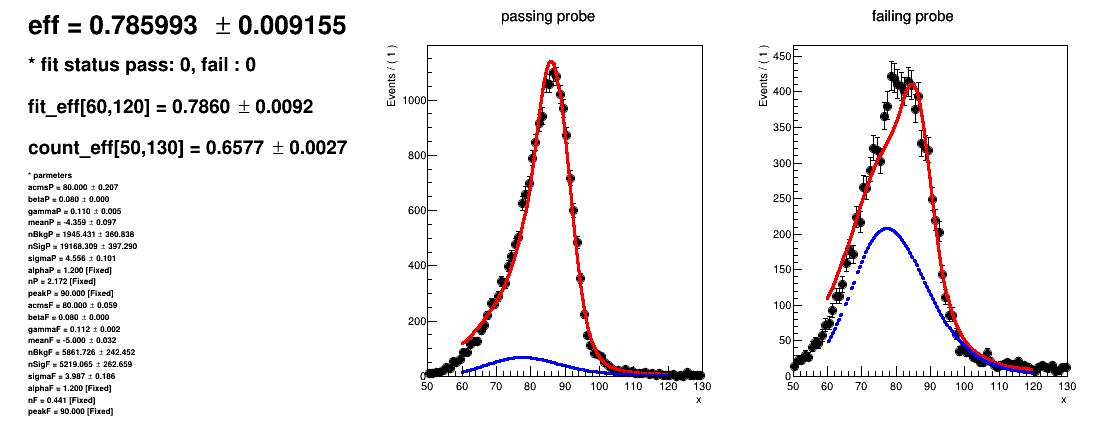 eff = 0.785993 ± 0.009155
* fit status pass: 0, fail : 0
fit_eff[60,120] = 0.7860 ± 0.0092
count_eff[50,130] = 0.6577 ± 0.0027
* parmeters
acmsP = 80.000 ± 0.207
betaP = 0.080 ± 0.000
gammaP = 0.110 ± 0.005
meanP = -4.359 ± 0.097
nBkgP = 1945.431 ± 360.838
nSigP = 19168.309 ± 397.290
sigmaP = 4.556 ± 0.101
alphaP = 1.200 [Fixed]
nP = 2.172 [Fixed]
peakP = 90.000 [Fixed]
acmsF = 80.000 ± 0.059
betaF = 0.080 ± 0.000
gammaF = 0.112 ± 0.002
meanF = -5.000 ± 0.032
nBkgF = 5861.726 ± 242.452
nSigF = 5219.065 ± 262.659
sigmaF = 3.987 ± 0.186
alphaF = 1.200 [Fixed]
nF = 0.441 [Fixed]
peakF = 90.000 [Fixed]
passing probe
Events / ( 1 )
1000
800
600
400
200
0
50 60 70 80 90 100 110 120 130
x
failing probe
Events / ( 1 )
450
400
350
300
250
200
150
100
50
0
50 60 70 80 90 100 110 120 130
x